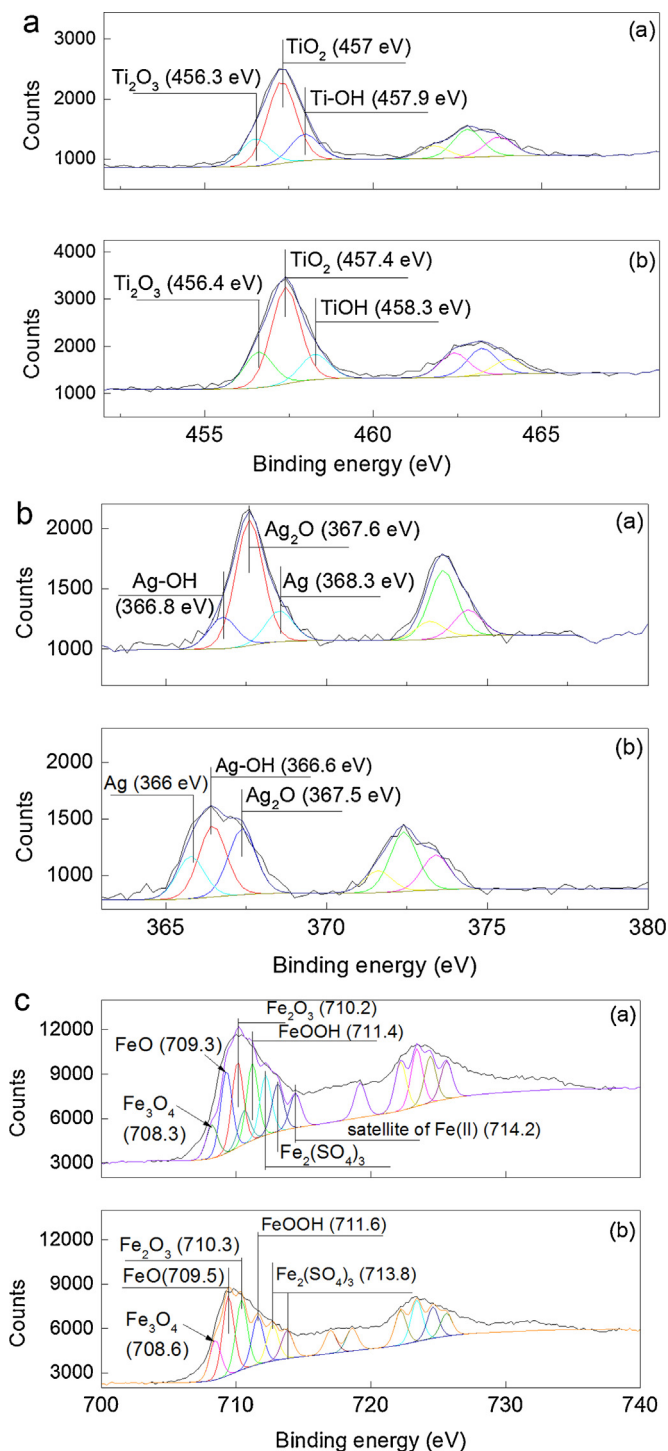 a
(a)
3000
2000
1000
Counts
TiO2 (457 eV)
Ti2O3 (456.3 eV)
Ti-OH (457.9 eV)
(b)
4000
3000
2000
1000
Counts
TiO2 (457.4 eV)
Ti2O3 (456.4 eV)
TiOH (458.3 eV)
455 460 465
Binding energy (eV)
b
(a)
2000
1500
1000
Counts
Ag2O (367.6 eV)
Ag-OH
(366.8 eV)
Ag (368.3 eV)
365 370 375
(b)
2000
1500
1000
Counts
Ag (366 eV)
Ag-OH (366.6 eV)
Ag2O (367.5 eV)
365 370 375 380
Binding energy (eV)
c
(a)
12000
9000
6000
3000
Counts
Fe2O3 (710.2)
FeO (709.3)
FeOOH (711.4)
Fe3O4
(708.3)
satellite of Fe(II) (714.2)
Fe2(SO4)3
(b)
12000
9000
6000
3000
Counts
FeOOH (711.6)
Fe2O3 (710.3)
FeO(709.5)
Fe2(SO4)3 (713.8)
Fe3O4
(708.6)
700 710 720 730 740
Binding energy (eV)